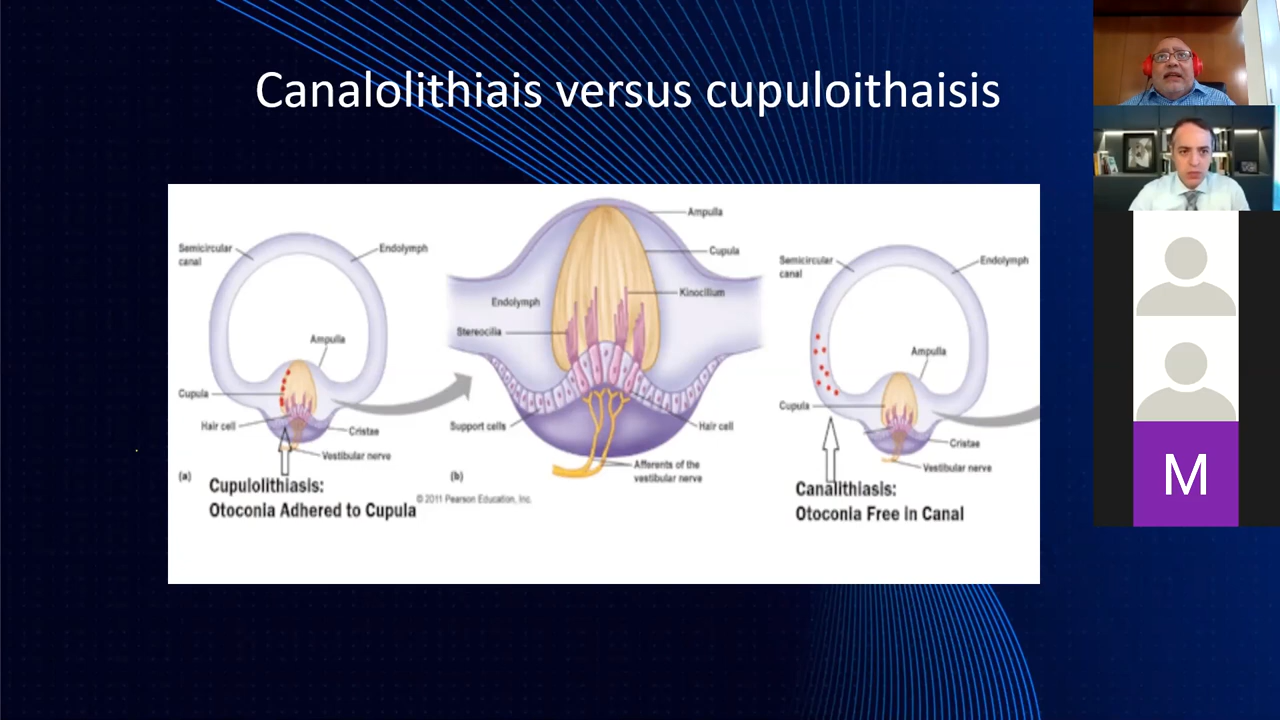 Canalolithiais versus cupuloithaisis
Semicircular
canal
Endolymph
Ampulla
Cupula
Hair cell
Cristae
Vestibular nerve
(a)
Cupulolithiasis:
Otoconia Adhered to Cupula
Ampulla
Cupula
Endolymph
Kinocilium
Stereocilia
Support cells
Hair cell
Afferents of the
vestibular nerve
(b)
© 2011 Pearson Education, Inc.
Semicircular
canal
Endolymph
Ampulla
Cupula
Cristae
Vestibular nerve
Canalithiasis:
Otoconia Free in Canal
M